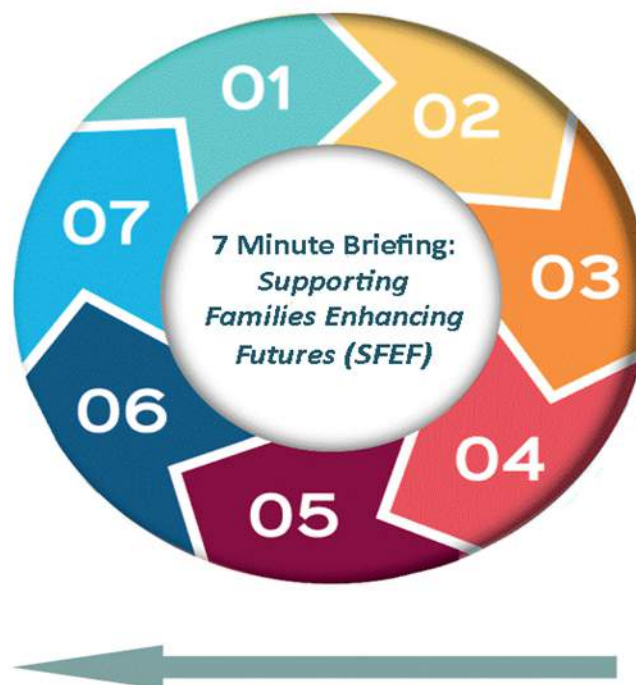 01
02
03
04
05
06
07
7 Minute Briefing:
Supporting
Families Enhancing
Futures (SFEF)